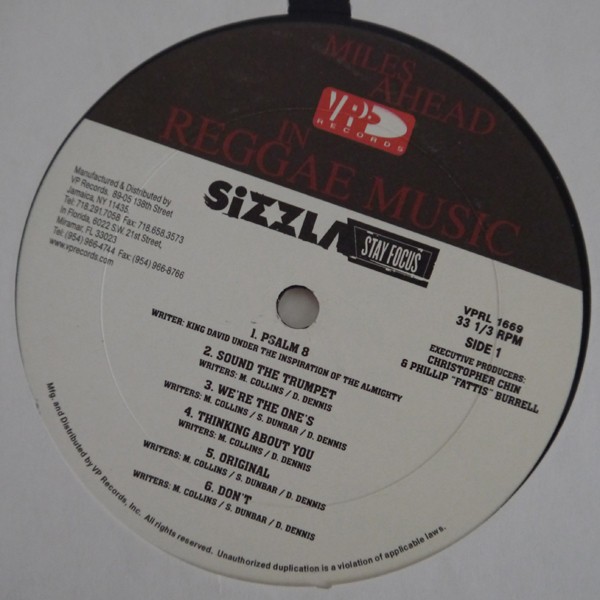 MILES
AHEAD
VP
RECORDS
IN
REGGAE MUSIC
SIZZLA
STAY FOCUS
Manufactured & Distributed by
VP Records, 89-05 138th Street
Jamaica, NY 11435,
Tel: 718.291.7058 Fax: 718.658.3573
In Florida, 6022 S.W. 21st Street,
Miramar, FL 33023
Tel: (954) 966-4744 Fax: (954) 966-8766
www.vprecords.com
VPRL 1669
33 1/3 RPM
SIDE 1
EXECUTIVE PRODUCERS:
CHRISTOPHER CHIN
& PHILLIP "FATTIS" BURRELL
1. PSALM 8
WRITER: KING DAVID UNDER THE INSPIRATION OF THE ALMIGHTY
2. SOUND THE TRUMPET
WRITERS: M. COLLINS / D. DENNIS
3. WE'RE THE ONE'S
WRITERS: M. COLLINS / S. DUNBAR / D. DENNIS
4. THINKING ABOUT YOU
WRITERS: M. COLLINS / D. DENNIS
5. ORIGINAL
WRITERS: M. COLLINS / S. DUNBAR / D. DENNIS
6. DON'T
WRITERS: M. COLLINS / S. DUNBAR / D. DENNIS
Mfg. and Distributed by VP Records, Inc. All rights reserved. Unauthorized duplication is a violation of applicable laws.